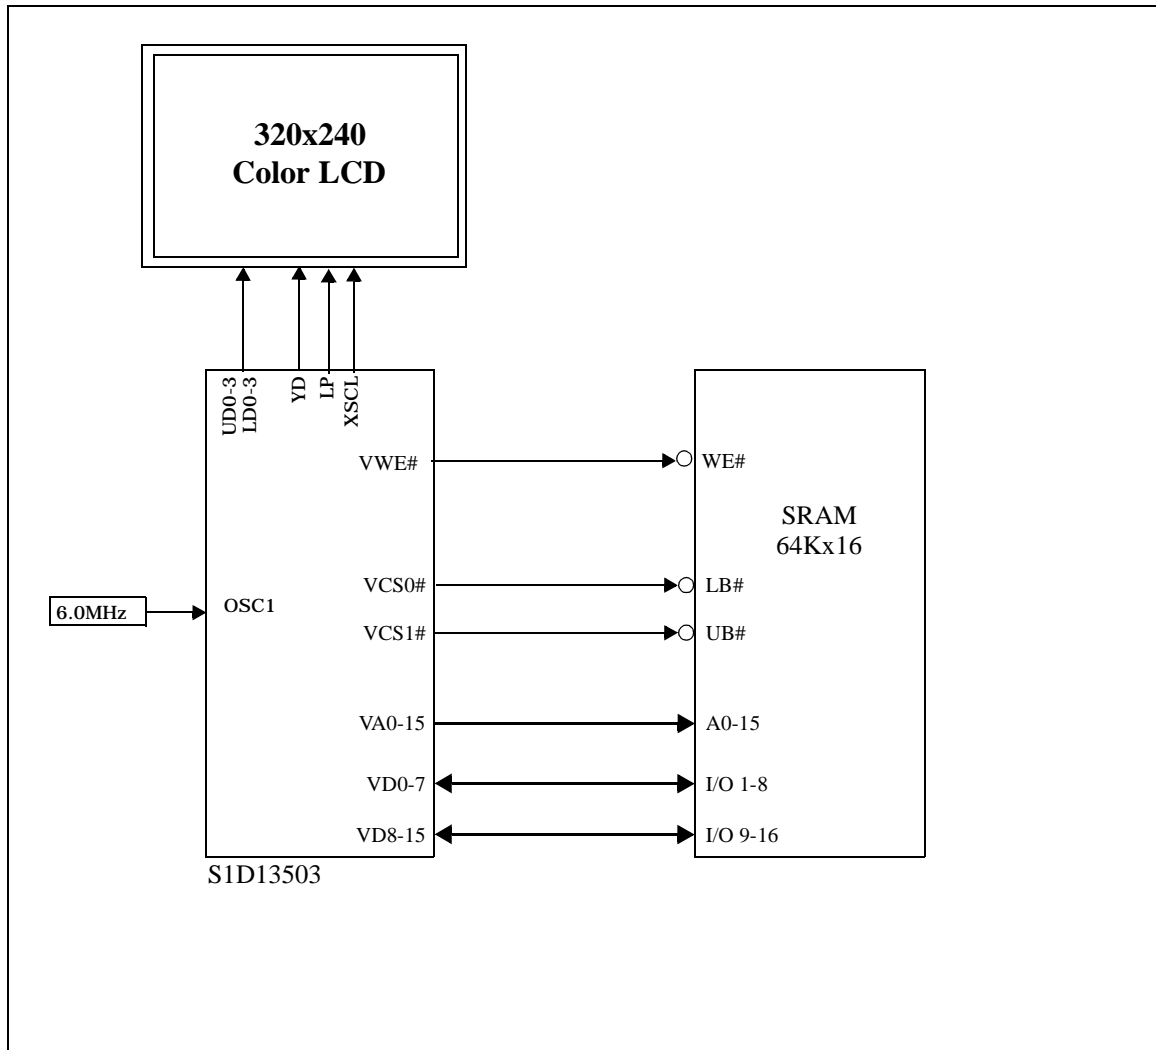 320x240
Color LCD
UD0-3
LD0-3
YD
LP
XSCL
VWE#
WE#
SRAM
64Kx16
VCS0#
LB#
6.0MHz
OSC1
VCS1#
UB#
VA0-15
A0-15
VD0-7
I/O 1-8
VD8-15
I/O 9-16
S1D13503